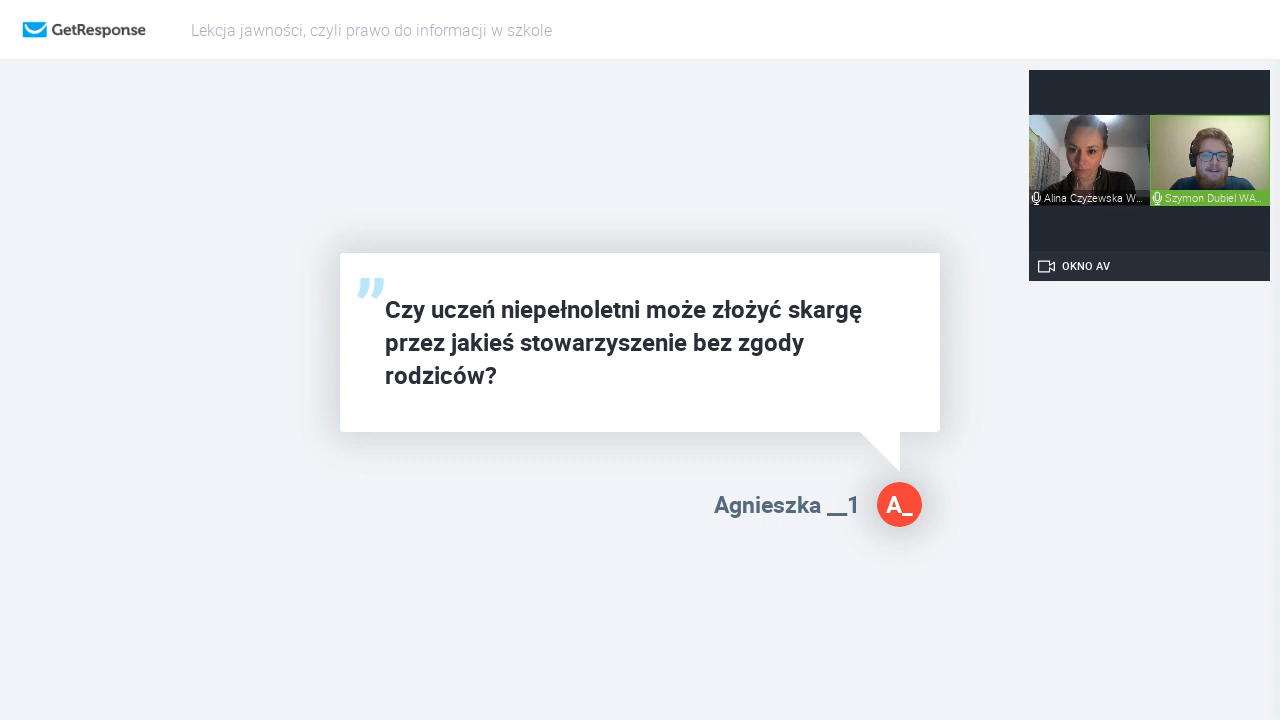 GetResponse
Lekcja jawności, czyli prawo do informacji w szkole
Alina Czyżewska W...
Szymon Dubiel WA...
OKNO AV
Czy uczeń niepełnoletni może złożyć skargę
przez jakieś stowarzyszenie bez zgody
rodziców?
Agnieszka __1
A_